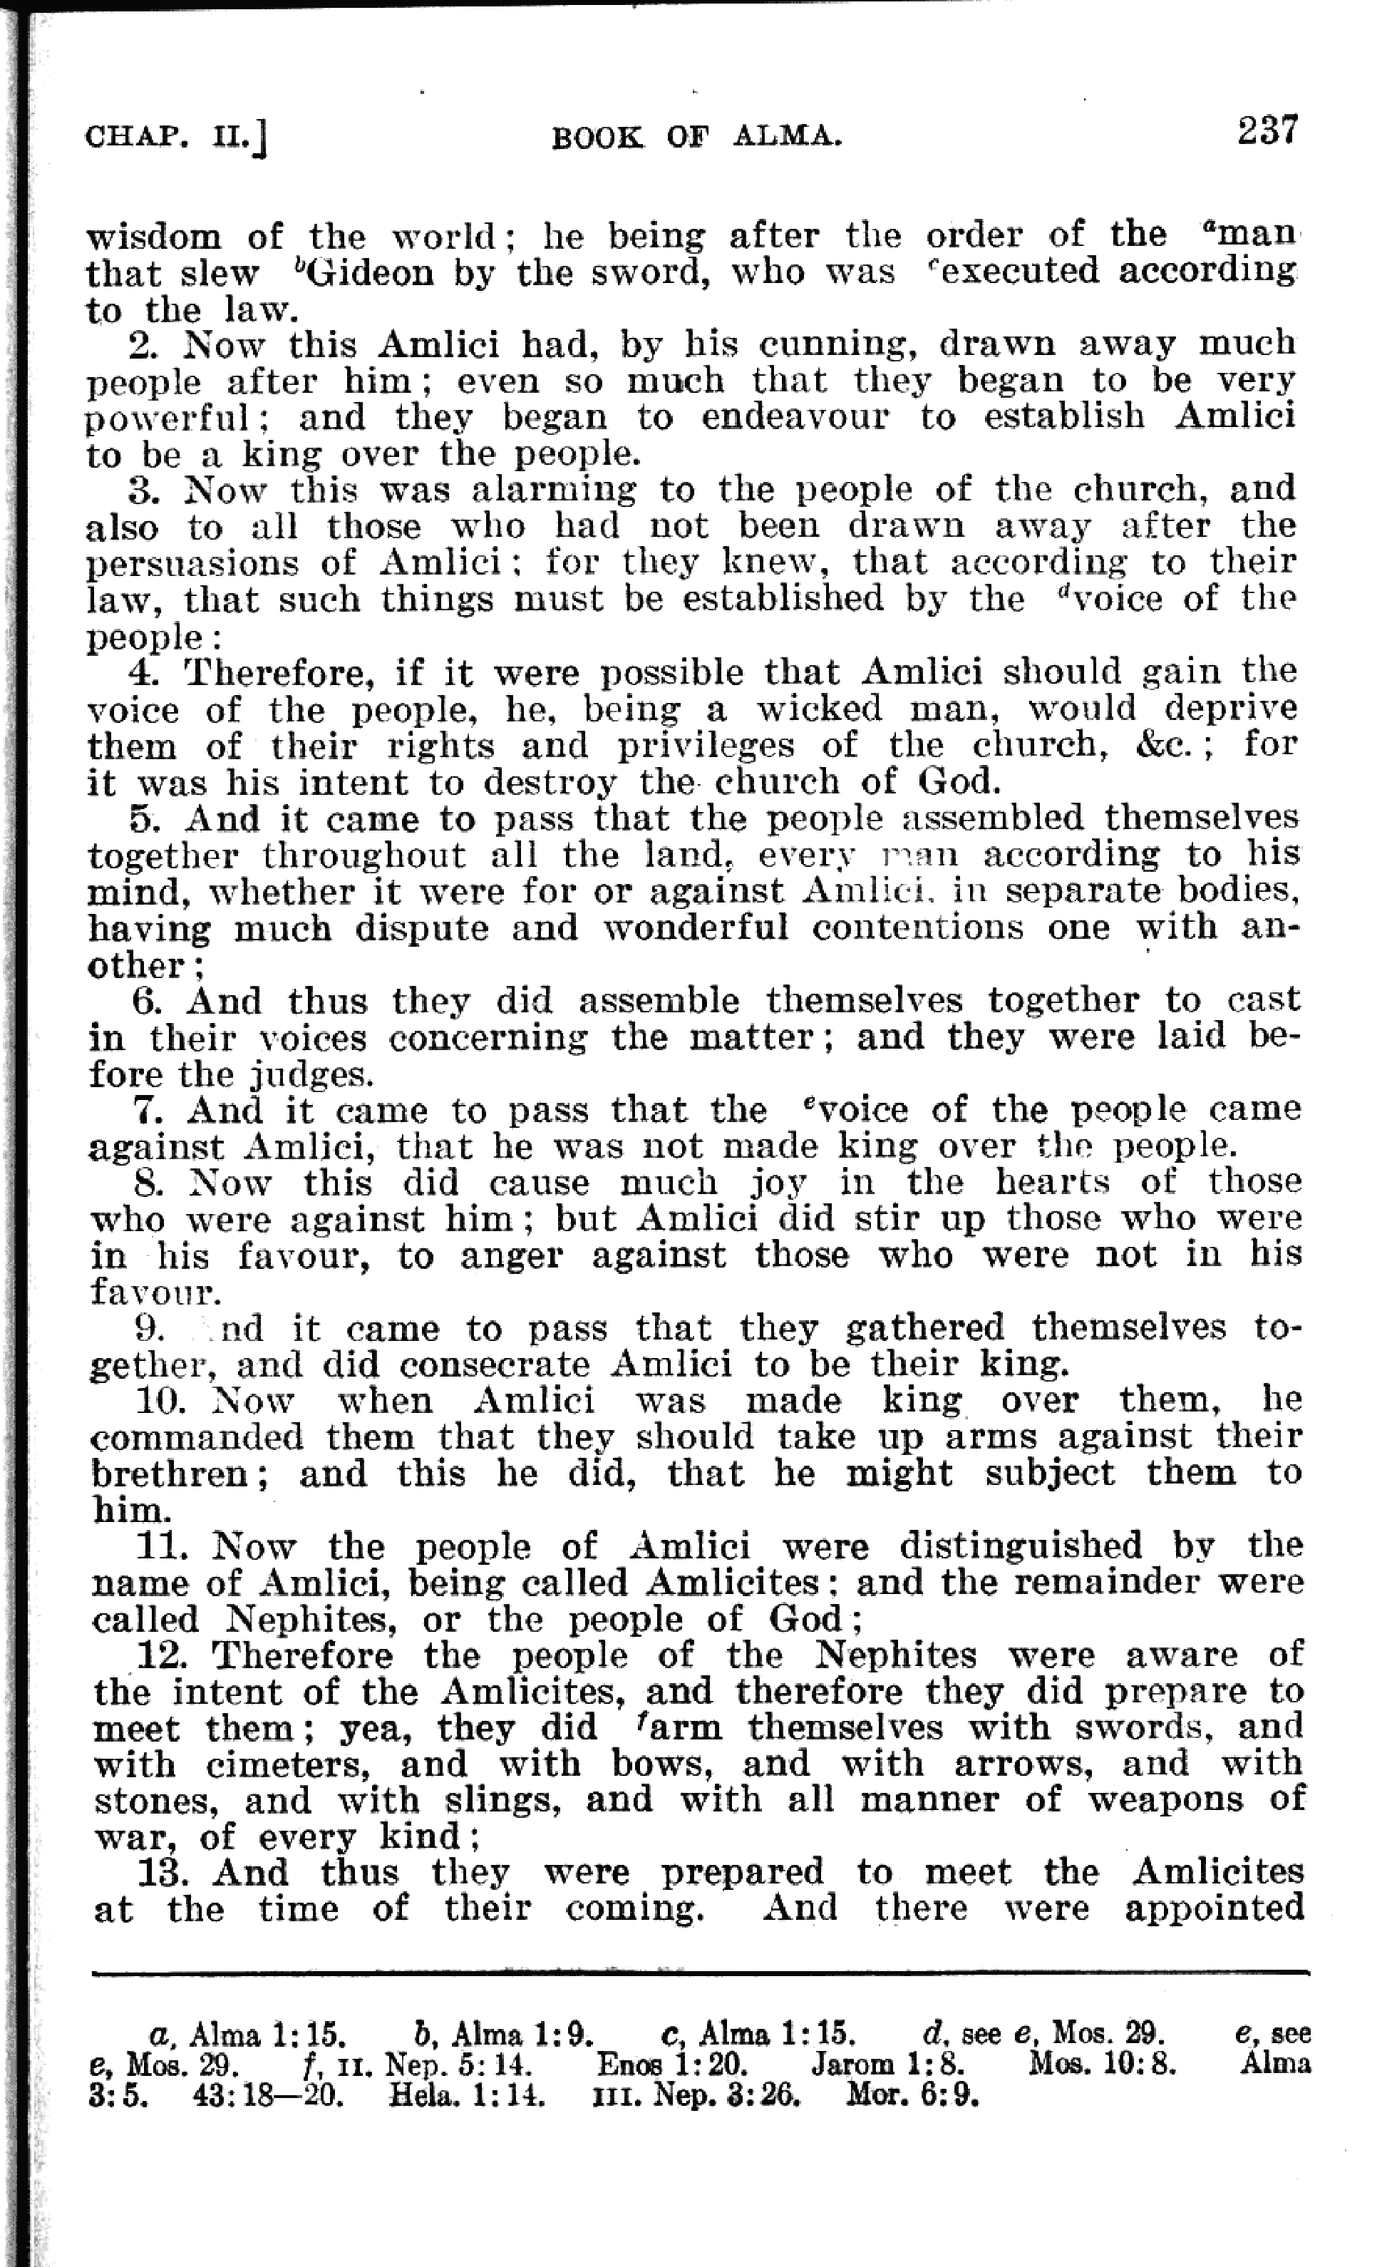 CHAP. II.] BOOK OF ALMA. 237
wisdom of the world; he being after the order of the ᵃman
that slew ᵇGideon by the sword, who was ᶜexecuted according
to the law.
2. Now this Amlici had, by his cunning, drawn away much
people after him; even so much that they began to be very
powerful; and they began to endeavour to establish Amlici
to be a king over the people.
3. Now this was alarming to the people of the church, and
also to all those who had not been drawn away after the
persuasions of Amlici; for they knew, that according to their
law, that such things must be established by the ᵈvoice of the
people:
4. Therefore, if it were possible that Amlici should gain the
voice of the people, he, being a wicked man, would deprive
them of their rights and privileges of the church, &c.; for
it was his intent to destroy the church of God.
5. And it came to pass that the people assembled themselves
together throughout all the land, every man according to his
mind, whether it were for or against Amlici, in separate bodies,
having much dispute and wonderful contentions one with an-
other;
6. And thus they did assemble themselves together to cast
in their voices concerning the matter; and they were laid be-
fore the judges.
7. And it came to pass that the ᵉvoice of the people came
against Amlici, that he was not made king over the people.
8. Now this did cause much joy in the hearts of those
who were against him; but Amlici did stir up those who were
in his favour, to anger against those who were not in his
favour.
9. nd it came to pass that they gathered themselves to-
gether, and did consecrate Amlici to be their king.
10. Now when Amlici was made king over them, he
commanded them that they should take up arms against their
brethren; and this he did, that he might subject them to
him.
11. Now the people of Amlici were distinguished by the
name of Amlici, being called Amlicites; and the remainder were
called Nephites, or the people of God;
12. Therefore the people of the Nephites were aware of
the intent of the Amlicites, and therefore they did prepare to
meet them; yea, they did ᶠarm themselves with swords, and
with cimeters, and with bows, and with arrows, and with
stones, and with slings, and with all manner of weapons of
war, of every kind;
13. And thus they were prepared to meet the Amlicites
at the time of their coming. And there were appointed
a, Alma 1:15. b, Alma 1:9. c, Alma 1:15. d, see e, Mos. 29. e, see
e, Mos. 29. f, II. Nep. 5:14. Enos 1:20. Jarom 1:8. Mos. 10:8. Alma
3:5. 43:18—20. Hela. 1:14. III. Nep. 3:26. Mor. 6:9.